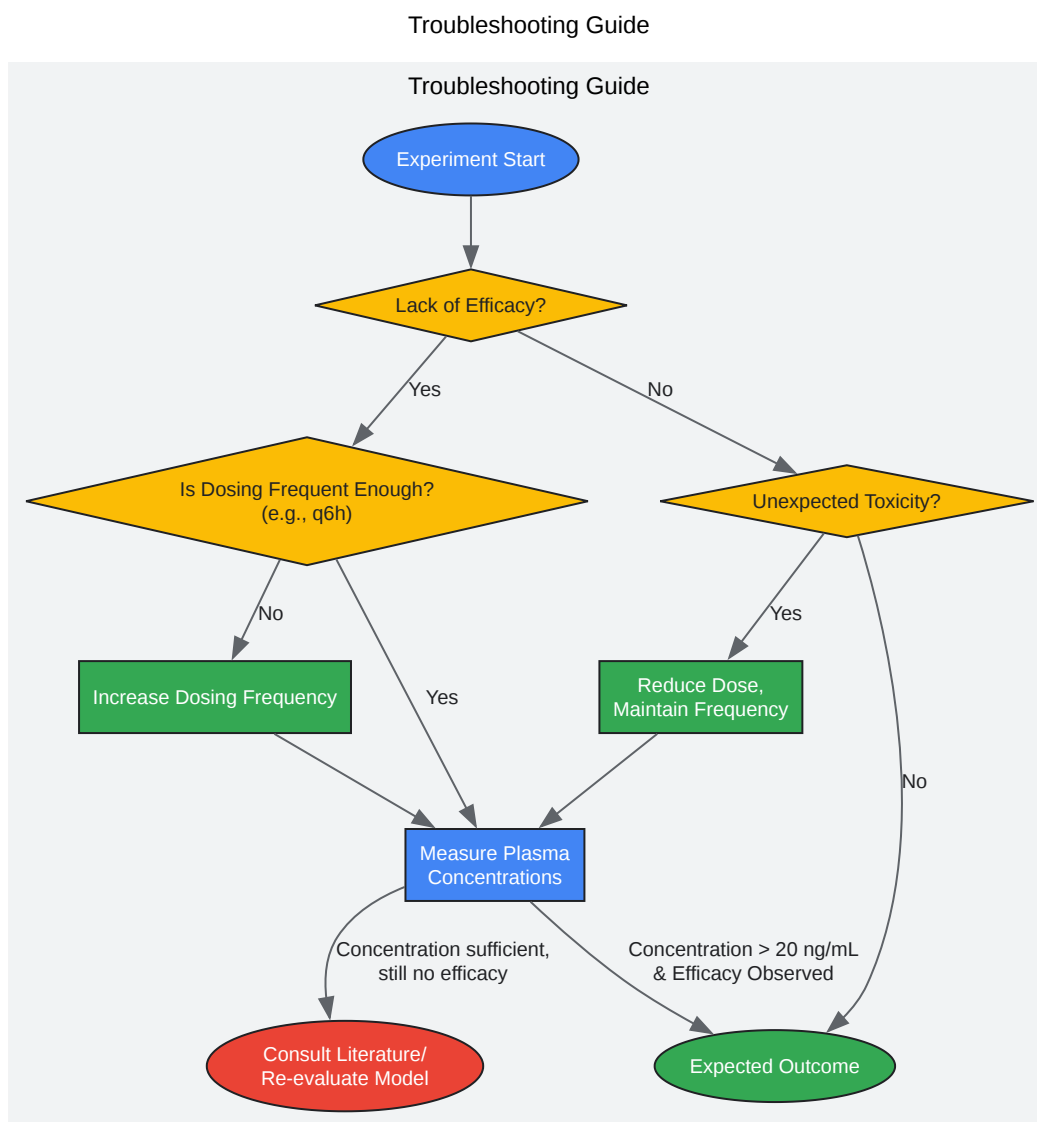 Troubleshooting Guide
Troubleshooting Guide
Experiment Start
Lack of Efficacy?
Yes
No
Is Dosing Frequent Enough?
(e.g., q6h)
Unexpected Toxicity?
No
Yes
Increase Dosing Frequency
Yes
Reduce Dose,
Maintain Frequency
No
Measure Plasma
Concentrations
Concentration sufficient,
still no efficacy
Concentration > 20 ng/mL
& Efficacy Observed
Consult Literature/
Re-evaluate Model
Expected Outcome